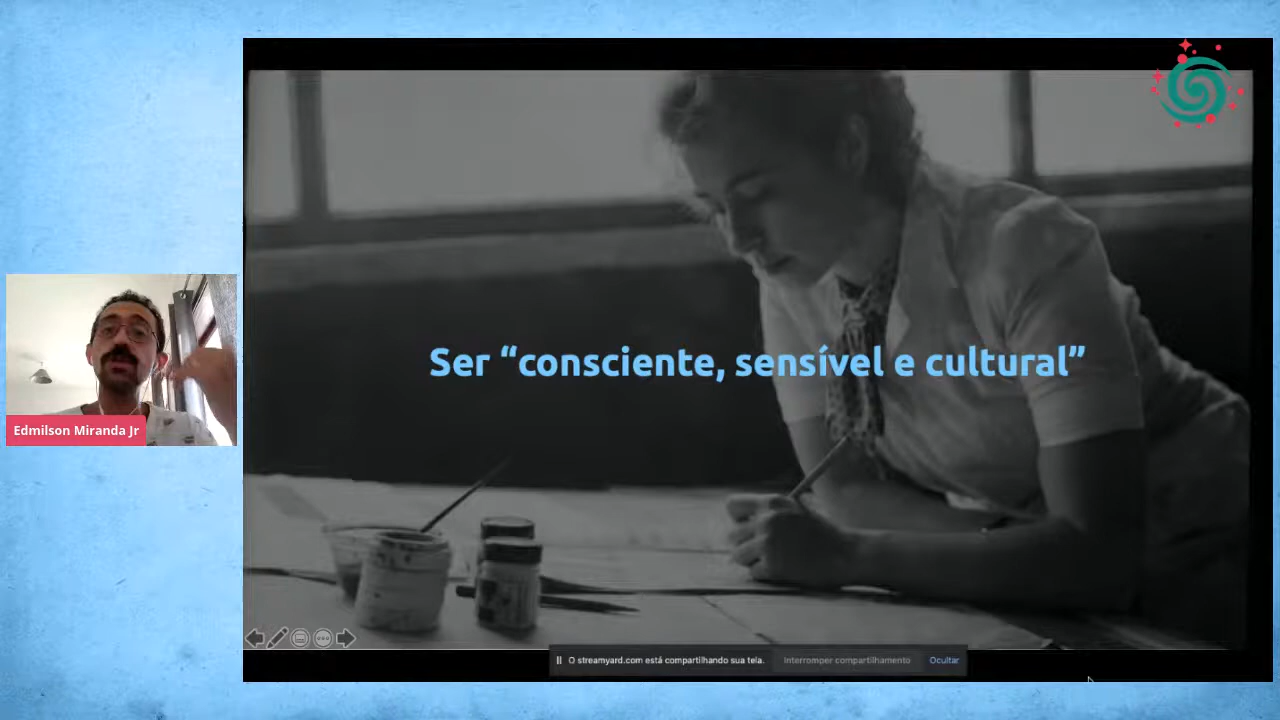 Ser “consciente, sensível e cultural”
Edmilson Miranda Jr
O streamyard.com está compartilhando sua tela.
Interromper compartilhamento
Ocultar